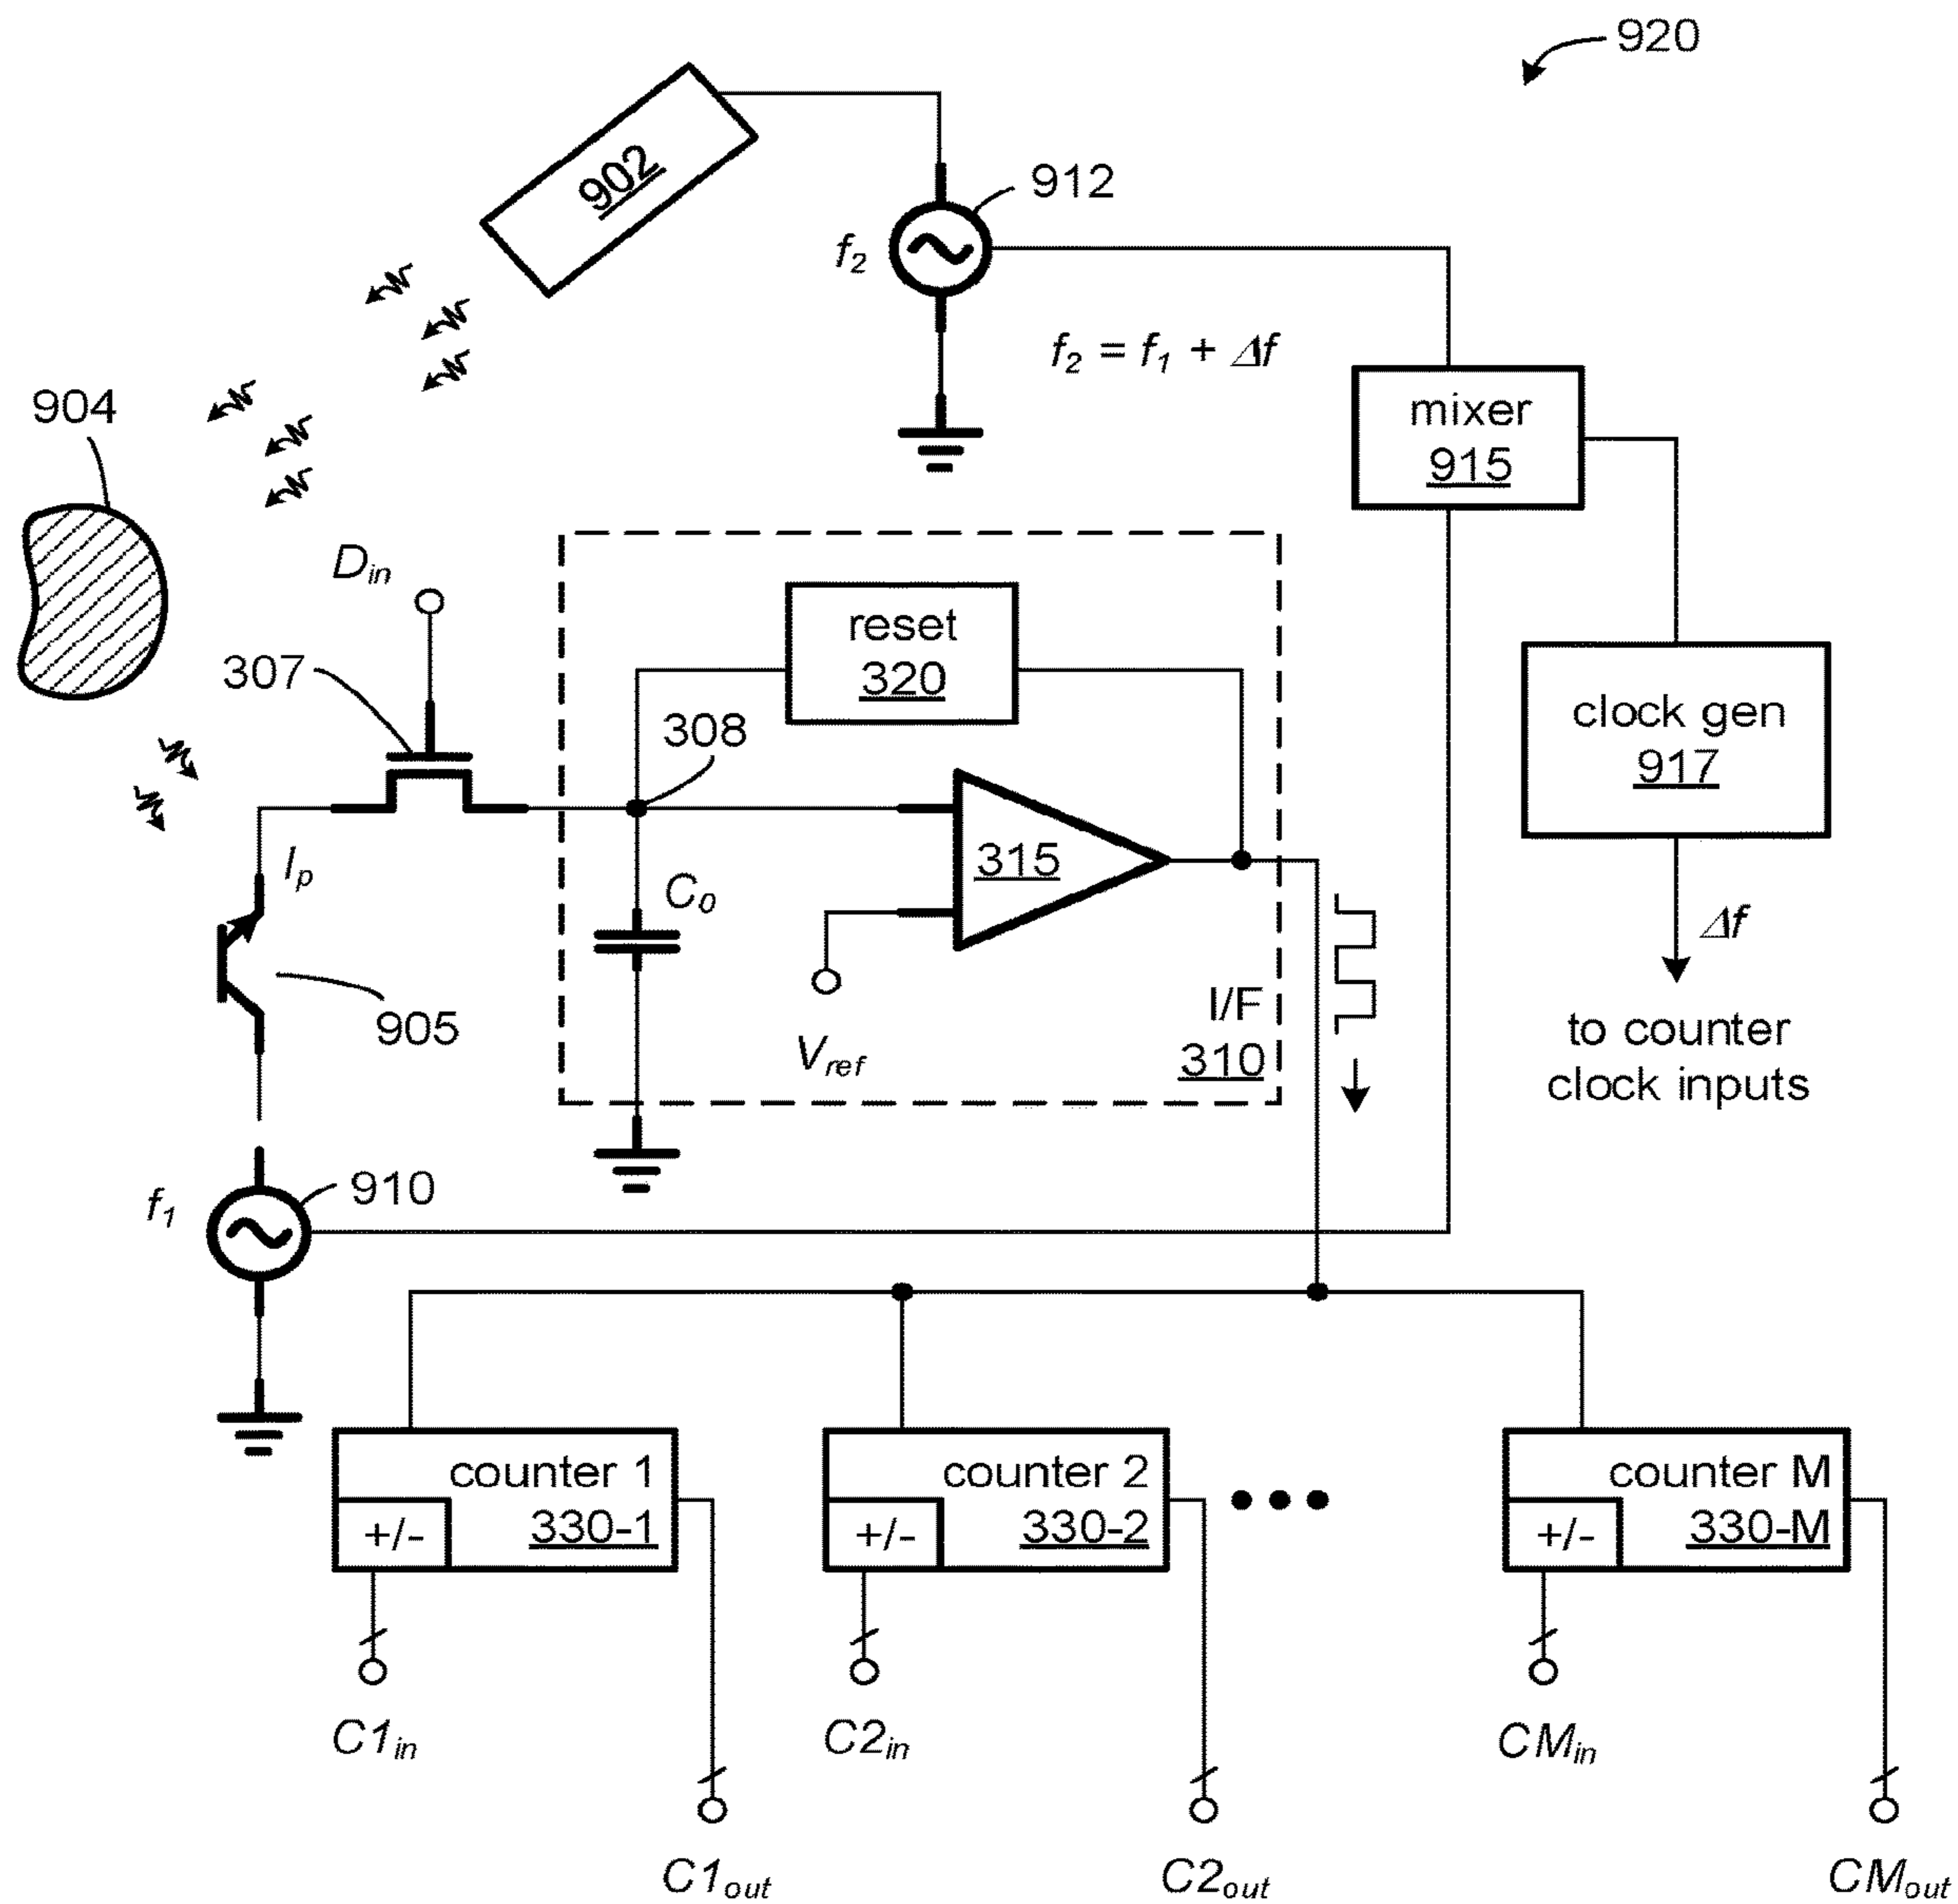 920
902
912
f2
f2 = f1 + Δf
mixer
915
904
Din
reset
320
307
308
clock gen
917
315
Ip
C0
Δf
905
Vref
I/F
310
to counter
clock inputs
910
f1
counter 1
330-1
+/-
counter 2
330-2
+/-
counter M
330-M
+/-
C1in
C2in
CMin
C1out
C2out
CMout